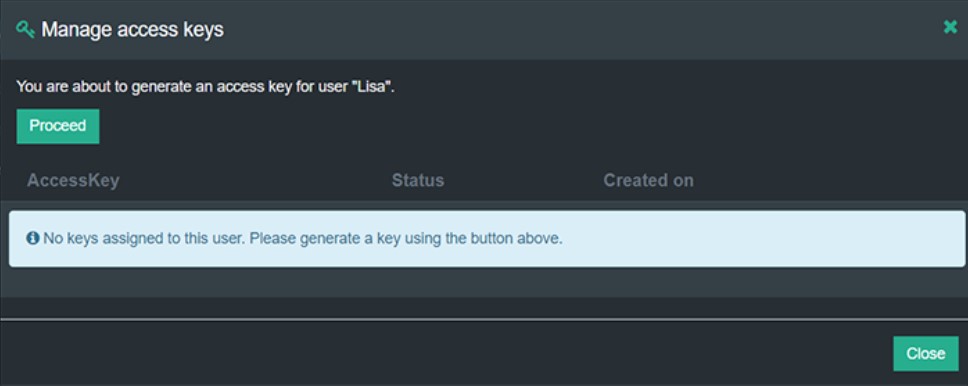 Manage access keys
You are about to generate an access key for user "Lisa".
Proceed
AccessKey Status Created on
No keys assigned to this user. Please generate a key using the button above.
Close